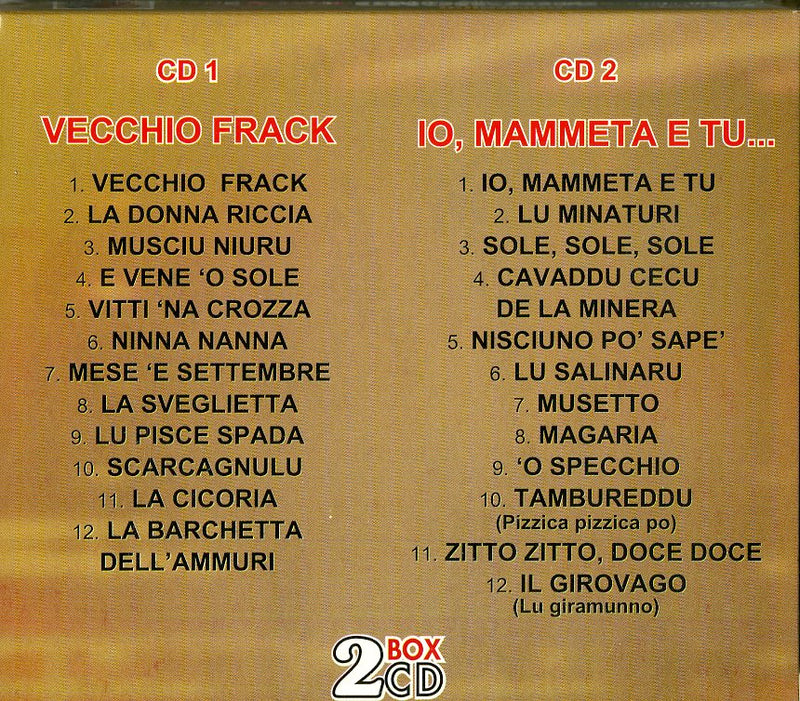 CD 1
VECCHIO FRACK
1. VECCHIO FRACK
2. LA DONNA RICCIA
3. MUSCIU NIURU
4. E VENE ‘O SOLE
5. VITTI ‘NA CROZZA
6. NINNA NANNA
7. MESE ‘E SETTEMBRE
8. LA SVEGLIETTA
9. LU PISCE SPADA
10. SCARCAGNULU
11. LA CICORIA
12. LA BARCHETTA
DELL’AMMURI
CD 2
IO, MAMMETA E TU...
1. IO, MAMMETA E TU
2. LU MINATURI
3. SOLE, SOLE, SOLE
4. CAVADDU CECU
DE LA MINERA
5. NISCIUNO PO’ SAPE’
6. LU SALINARU
7. MUSETTO
8. MAGARIA
9. ‘O SPECCHIO
10. TAMBUREDDU
(Pizzica pizzica po)
11. ZITTO ZITTO, DOCE DOCE
12. IL GIROVAGO
(Lu giramunno)
2 BOX
CD